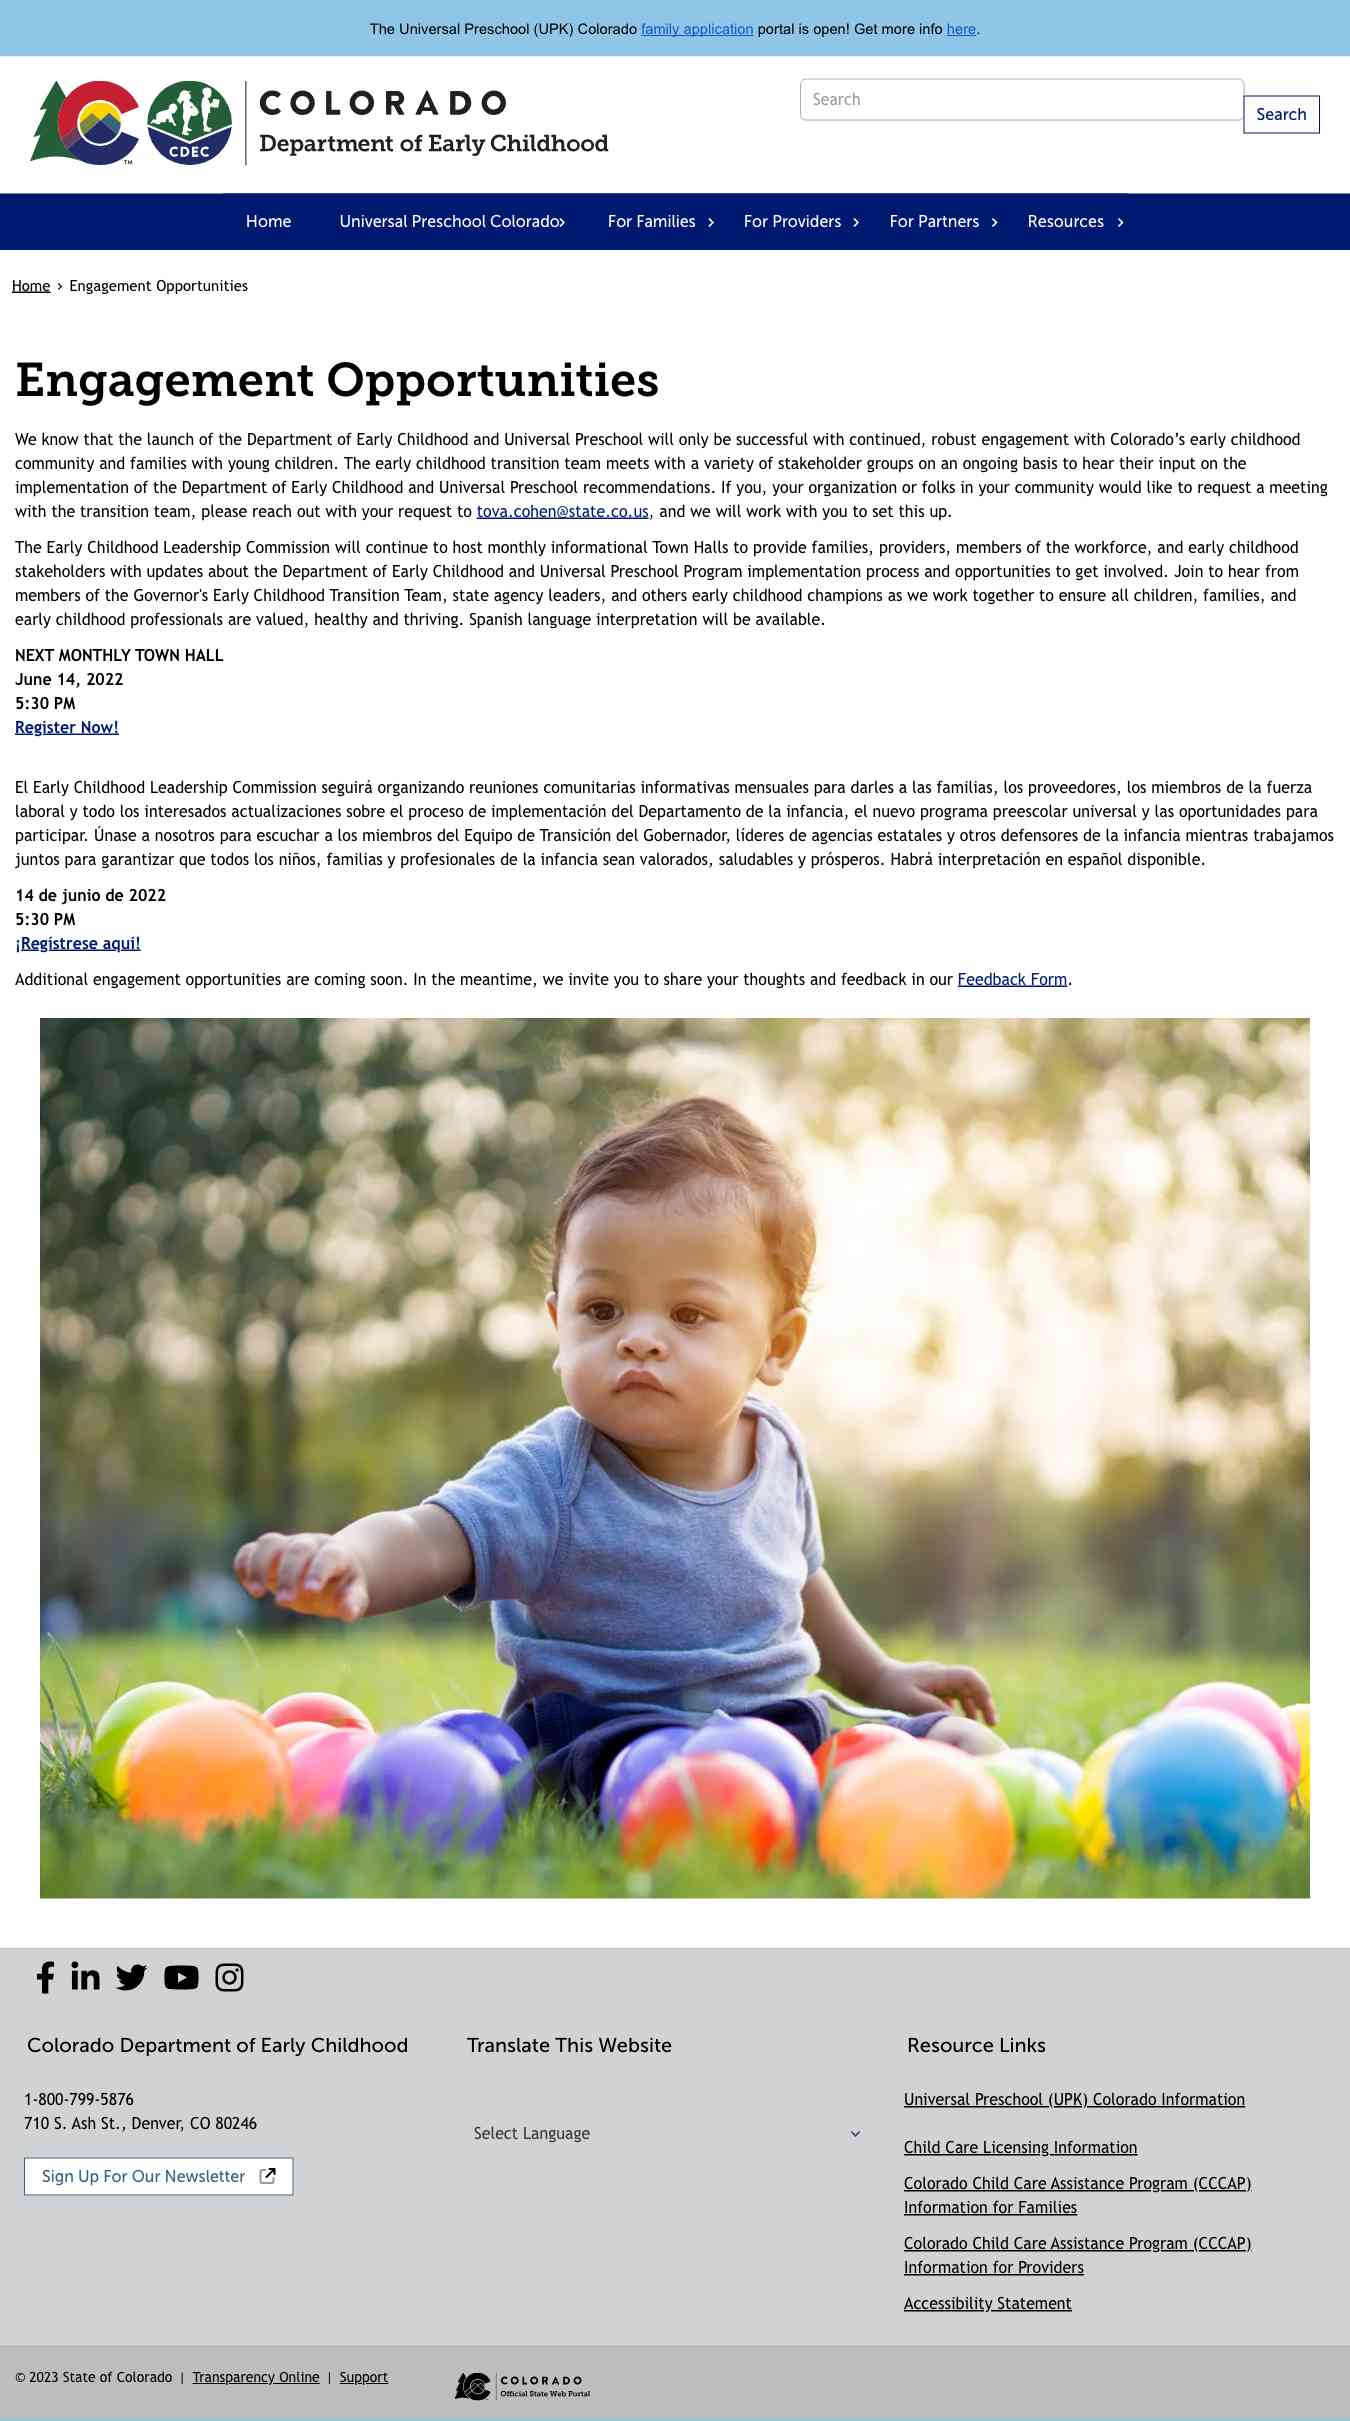 The Universal Preschool (UPK) Colorado family application portal is open! Get more info here.
CDEC
TM
COLORADO
Department of Early Childhood
Search
Search
Home
Universal Preschool Colorado
For Families
For Providers
For Partners
Resources
Home › Engagement Opportunities
Engagement Opportunities
We know that the launch of the Department of Early Childhood and Universal Preschool will only be successful with continued, robust engagement with Colorado’s early childhood
community and families with young children. The early childhood transition team meets with a variety of stakeholder groups on an ongoing basis to hear their input on the
implementation of the Department of Early Childhood and Universal Preschool recommendations. If you, your organization or folks in your community would like to request a meeting
with the transition team, please reach out with your request to tova.cohen@state.co.us, and we will work with you to set this up.
The Early Childhood Leadership Commission will continue to host monthly informational Town Halls to provide families, providers, members of the workforce, and early childhood
stakeholders with updates about the Department of Early Childhood and Universal Preschool Program implementation process and opportunities to get involved. Join to hear from
members of the Governor's Early Childhood Transition Team, state agency leaders, and others early childhood champions as we work together to ensure all children, families, and
early childhood professionals are valued, healthy and thriving. Spanish language interpretation will be available.
NEXT MONTHLY TOWN HALL
June 14, 2022
5:30 PM
Register Now!
El Early Childhood Leadership Commission seguirá organizando reuniones comunitarias informativas mensuales para darles a las familias, los proveedores, los miembros de la fuerza
laboral y todo los interesados actualizaciones sobre el proceso de implementación del Departamento de la infancia, el nuevo programa preescolar universal y las oportunidades para
participar. Únase a nosotros para escuchar a los miembros del Equipo de Transición del Gobernador, líderes de agencias estatales y otros defensores de la infancia mientras trabajamos
juntos para garantizar que todos los niños, familias y profesionales de la infancia sean valorados, saludables y prósperos. Habrá interpretación en español disponible.
14 de junio de 2022
5:30 PM
¡Regístrese aquí!
Additional engagement opportunities are coming soon. In the meantime, we invite you to share your thoughts and feedback in our Feedback Form.
Colorado Department of Early Childhood
1-800-799-5876
710 S. Ash St., Denver, CO 80246
Sign Up For Our Newsletter
Translate This Website
Select Language
Resource Links
Universal Preschool (UPK) Colorado Information
Child Care Licensing Information
Colorado Child Care Assistance Program (CCCAP)
Information for Families
Colorado Child Care Assistance Program (CCCAP)
Information for Providers
Accessibility Statement
© 2023 State of Colorado | Transparency Online | Support
COLORADO
Official State Web Portal